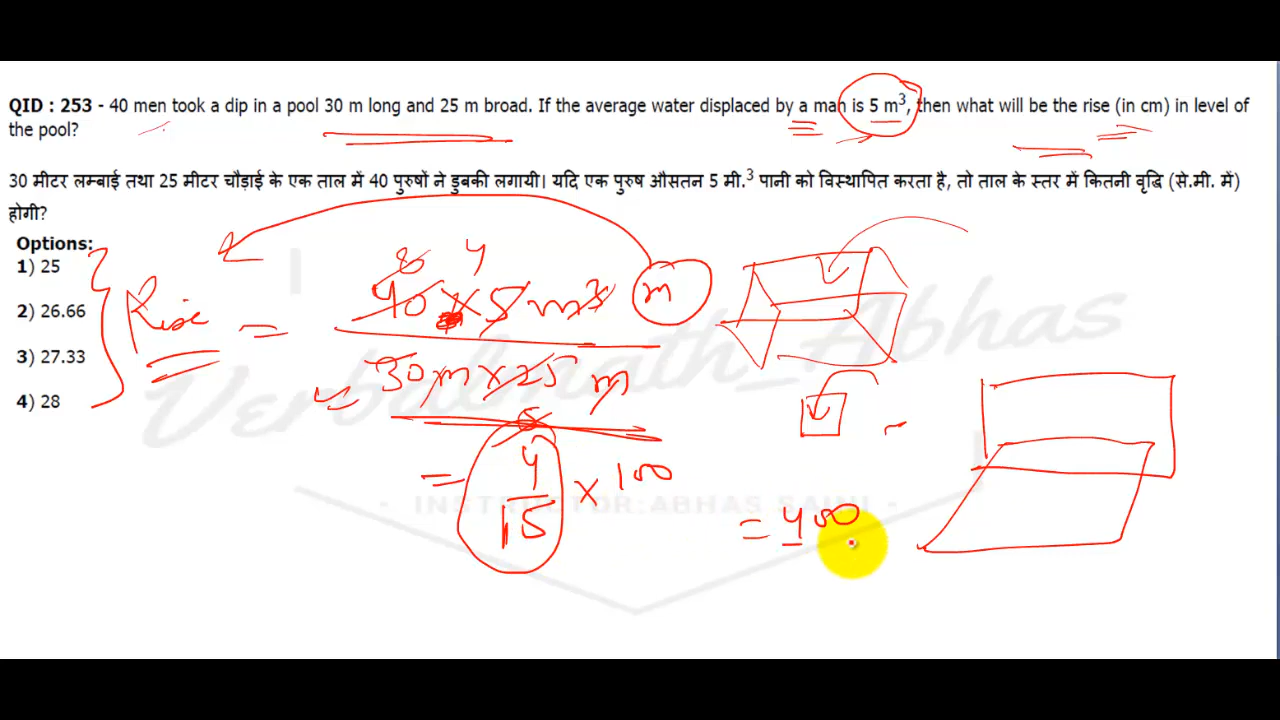 QID : 253 - 40 men took a dip in a pool 30 m long and 25 m broad. If the average water displaced by a man is 5 m³, then what will be the rise (in cm) in level of
the pool?
30 मीटर लम्बाई तथा 25 मीटर चौड़ाई के एक ताल में 40 पुरुषों ने डुबकी लगायी। यदि एक पुरुष औसतन 5 मी.³ पानी को विस्थापित करता है, तो ताल के स्तर में कितनी वृद्धि (से.मी. में)
होगी?
Options:
1) 25
2) 26.66
3) 27.33
4) 28
8 4
Rise = 40 × 5 m³ m
30 m × 25 m
5
= 4
15 × 100
= 400
Verbalmath_Abhas
- INSTRUCTOR:ABHAS SAINI -